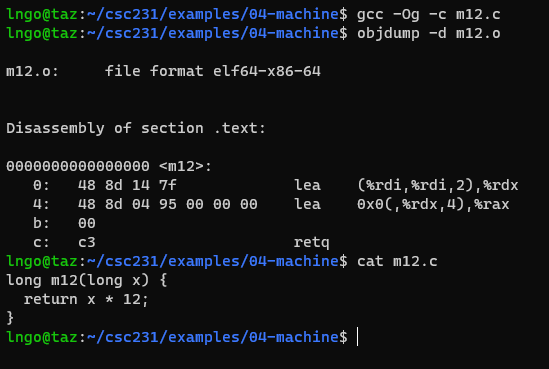 lngo@taz:~/csc231/examples/04-machine$ gcc -Og -c m12.c
lngo@taz:~/csc231/examples/04-machine$ objdump -d m12.o

m12.o:     file format elf64-x86-64


Disassembly of section .text:

0000000000000000 <m12>:
   0:   48 8d 14 7f             lea    (%rdi,%rdi,2),%rdx
   4:   48 8d 04 95 00 00 00    lea    0x0(,%rdx,4),%rax
   b:   00
   c:   c3                      retq
lngo@taz:~/csc231/examples/04-machine$ cat m12.c
long m12(long x) {
  return x * 12;
}
lngo@taz:~/csc231/examples/04-machine$